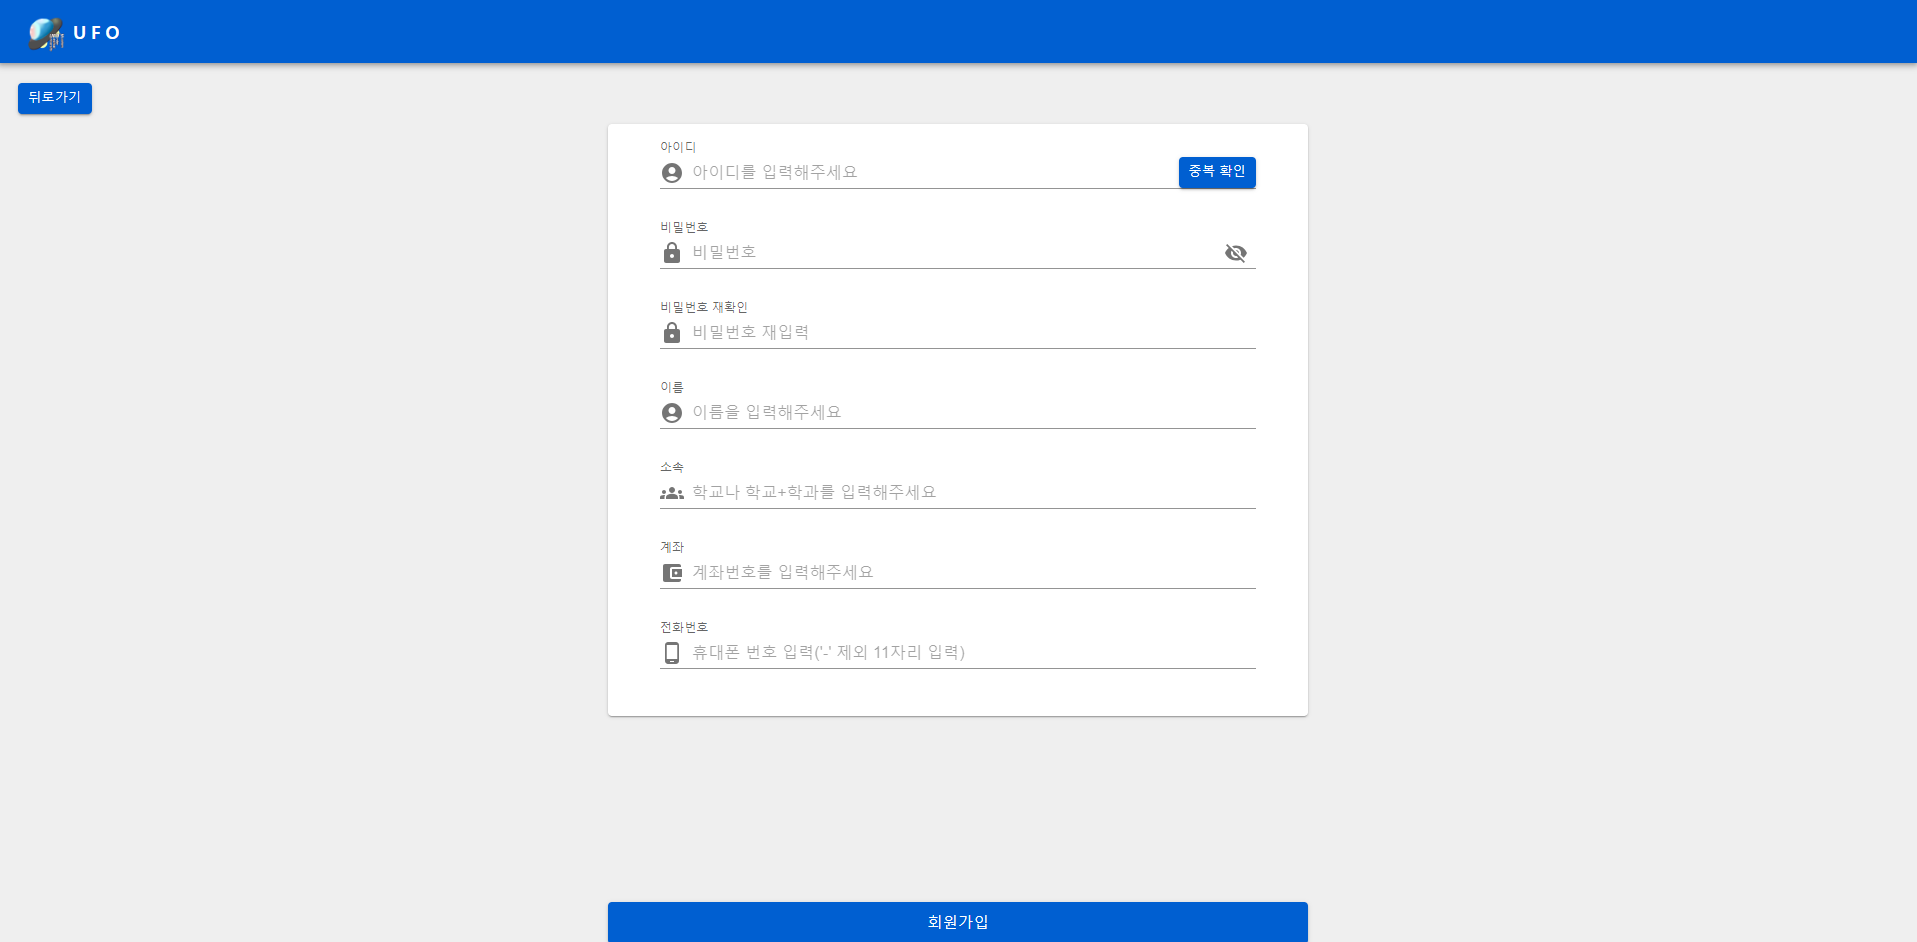 UFO
뒤로가기
아이디
아이디를 입력해주세요
중복 확인
비밀번호
비밀번호
비밀번호 재확인
비밀번호 재입력
이름
이름을 입력해주세요
소속
학교나 학교+학과를 입력해주세요
계좌
계좌번호를 입력해주세요
전화번호
휴대폰 번호 입력('-' 제외 11자리 입력)
회원가입